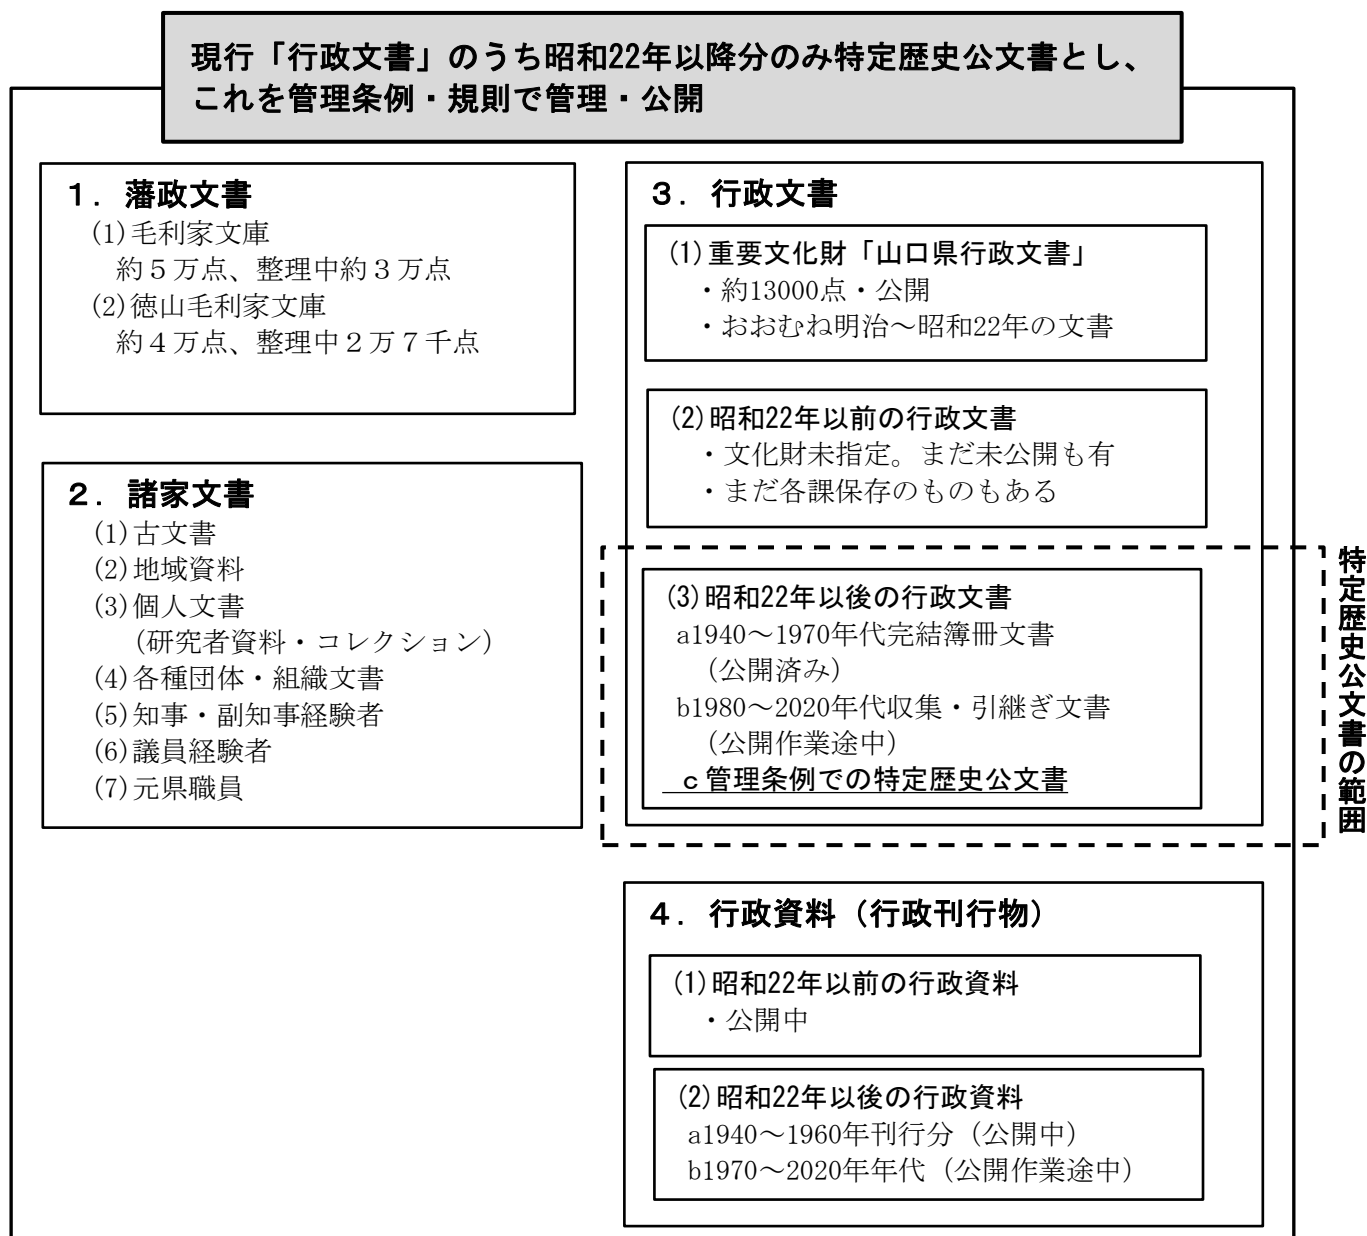 現行「行政文書」のうち昭和22年以降分のみ特定歴史公文書とし、
これを管理条例・規則で管理・公開
１．藩政文書
(1)毛利家文庫
約５万点、整理中約３万点
(2)徳山毛利家文庫
約４万点、整理中２万７千点
２．諸家文書
(1)古文書
(2)地域資料
(3)個人文書
（研究者資料・コレクション）
(4)各種団体・組織文書
(5)知事・副知事経験者
(6)議員経験者
(7)元県職員
３．行政文書
(1)重要文化財「山口県行政文書」
・約13000点・公開
・おおむね明治～昭和22年の文書
(2)昭和22年以前の行政文書
・文化財未指定。まだ未公開も有
・まだ各課保存のものもある
(3)昭和22年以後の行政文書
a1940～1970年代完結簿冊文書
（公開済み）
b1980～2020年代収集・引継ぎ文書
（公開作業途中）
ｃ管理条例での特定歴史公文書
特定歴史公文書の範囲
４．行政資料（行政刊行物）
(1)昭和22年以前の行政資料
・公開中
(2)昭和22年以後の行政資料
a1940～1960年刊行分（公開中）
b1970～2020年年代（公開作業途中）